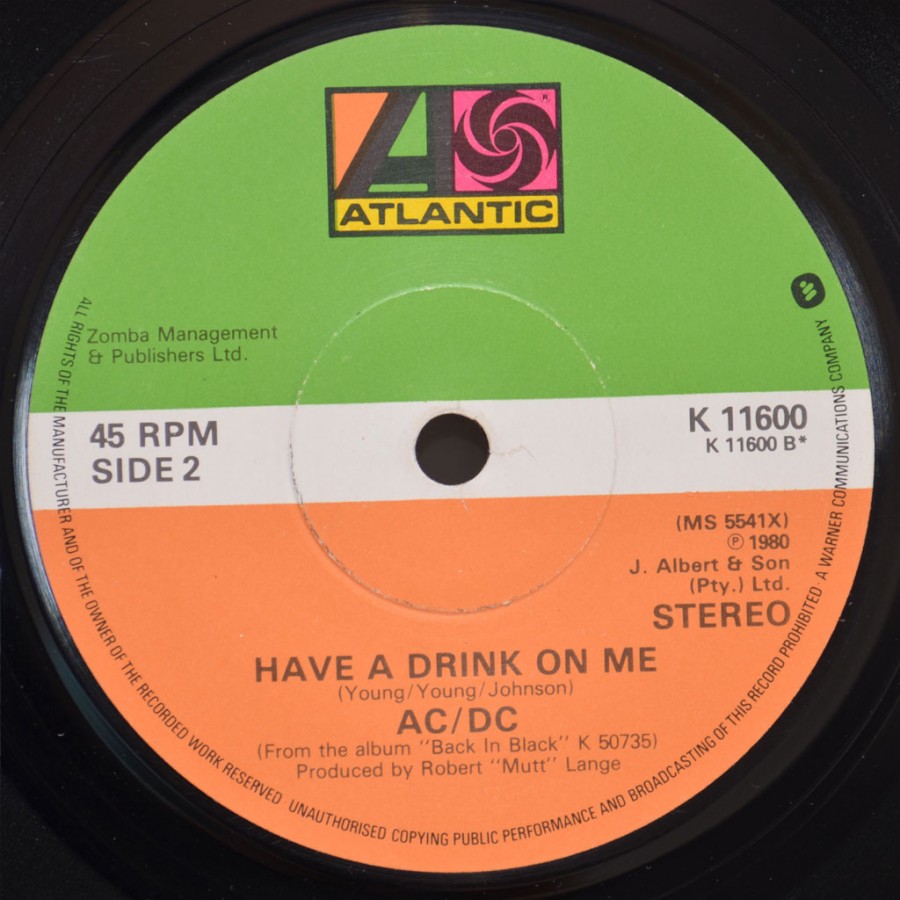 ATLANTIC
Zomba Management
& Publishers Ltd.
45 RPM
SIDE 2
K 11600
K 11600 B*
(MS 5541X)
℗ 1980
J. Albert & Son
(Pty.) Ltd.
STEREO
HAVE A DRINK ON ME
(Young/Young/Johnson)
AC/DC
(From the album "Back In Black" K 50735)
Produced by Robert "Mutt" Lange
ALL RIGHTS OF THE MANUFACTURER AND OF THE OWNER OF THE RECORDED WORK RESERVED UNAUTHORISED COPYING PUBLIC PERFORMANCE AND BROADCASTING OF THIS RECORD PROHIBITED · A WARNER COMMUNICATIONS COMPANY